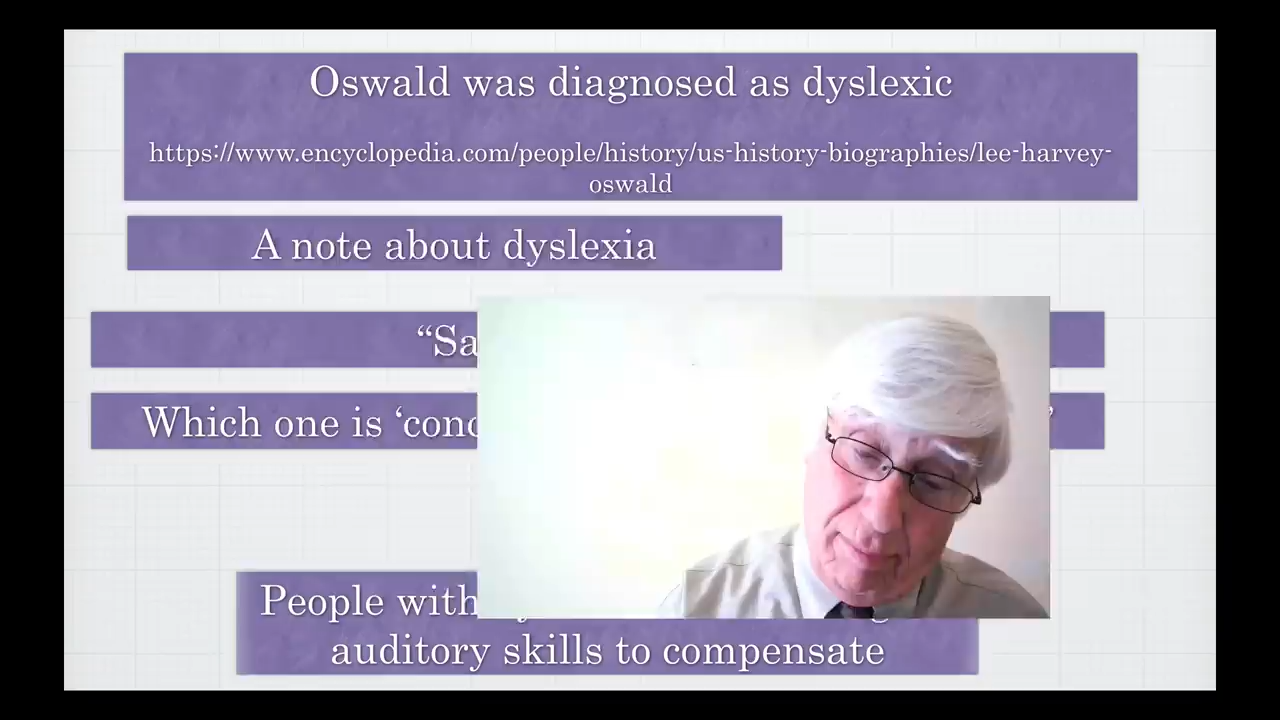 Oswald was diagnosed as dyslexic
https://www.encyclopedia.com/people/history/us-history-biographies/lee-harvey-
oswald
A note about dyslexia
“Sa
Which one is ‘conc ’
People with
auditory skills to compensate